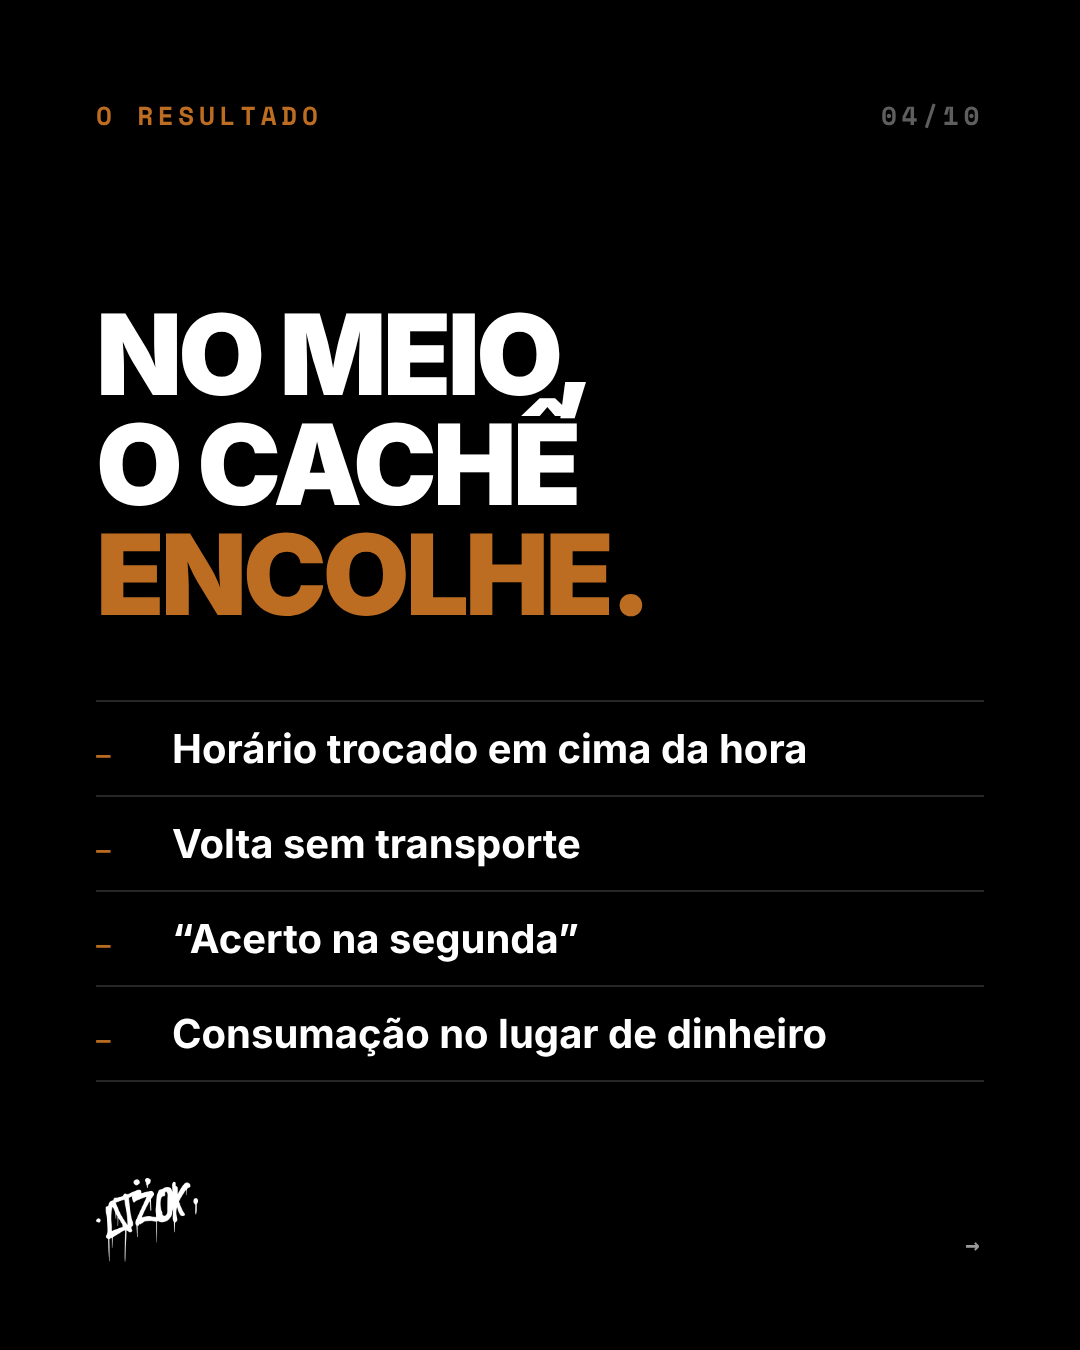 O RESULTADO
04/10
NO MEIO,
O CACHÊ
ENCOLHE.
– Horário trocado em cima da hora
– Volta sem transporte
– “Acerto na segunda”
– Consumação no lugar de dinheiro
→